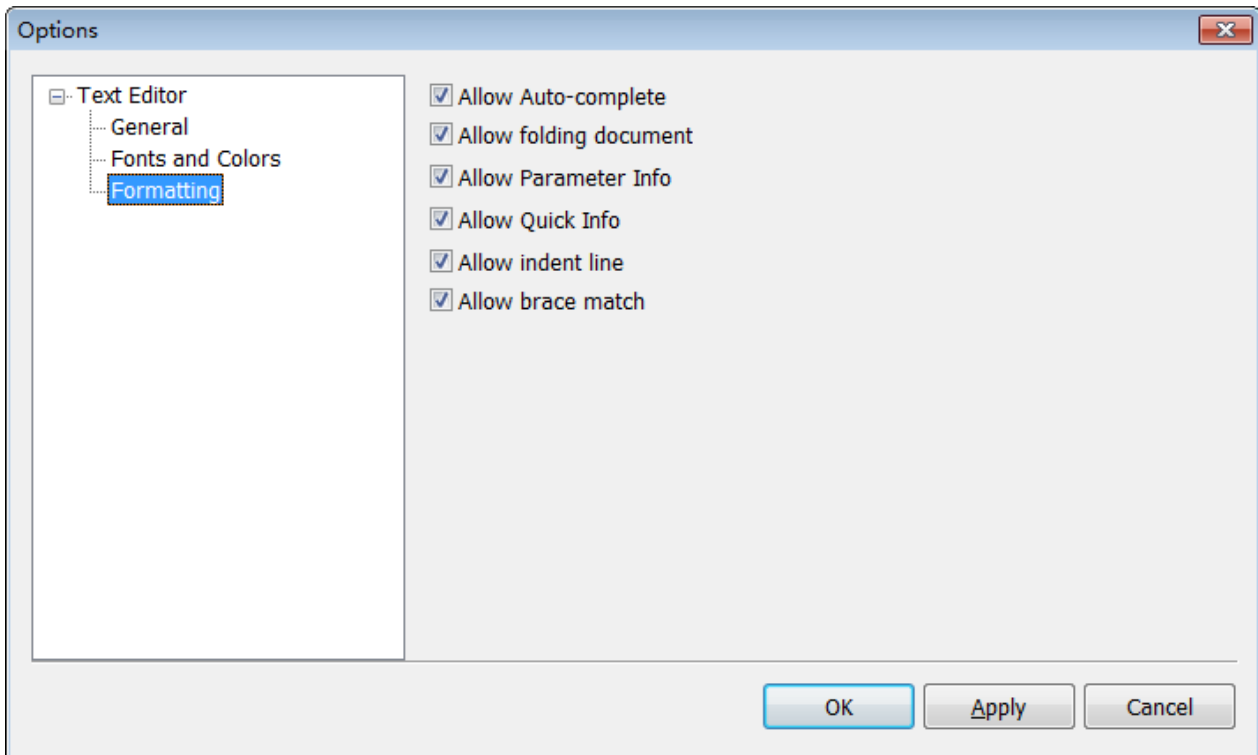 Options
Text Editor
General
Fonts and Colors
Formatting
Allow Auto-complete
Allow folding document
Allow Parameter Info
Allow Quick Info
Allow indent line
Allow brace match
OK
Apply
Cancel